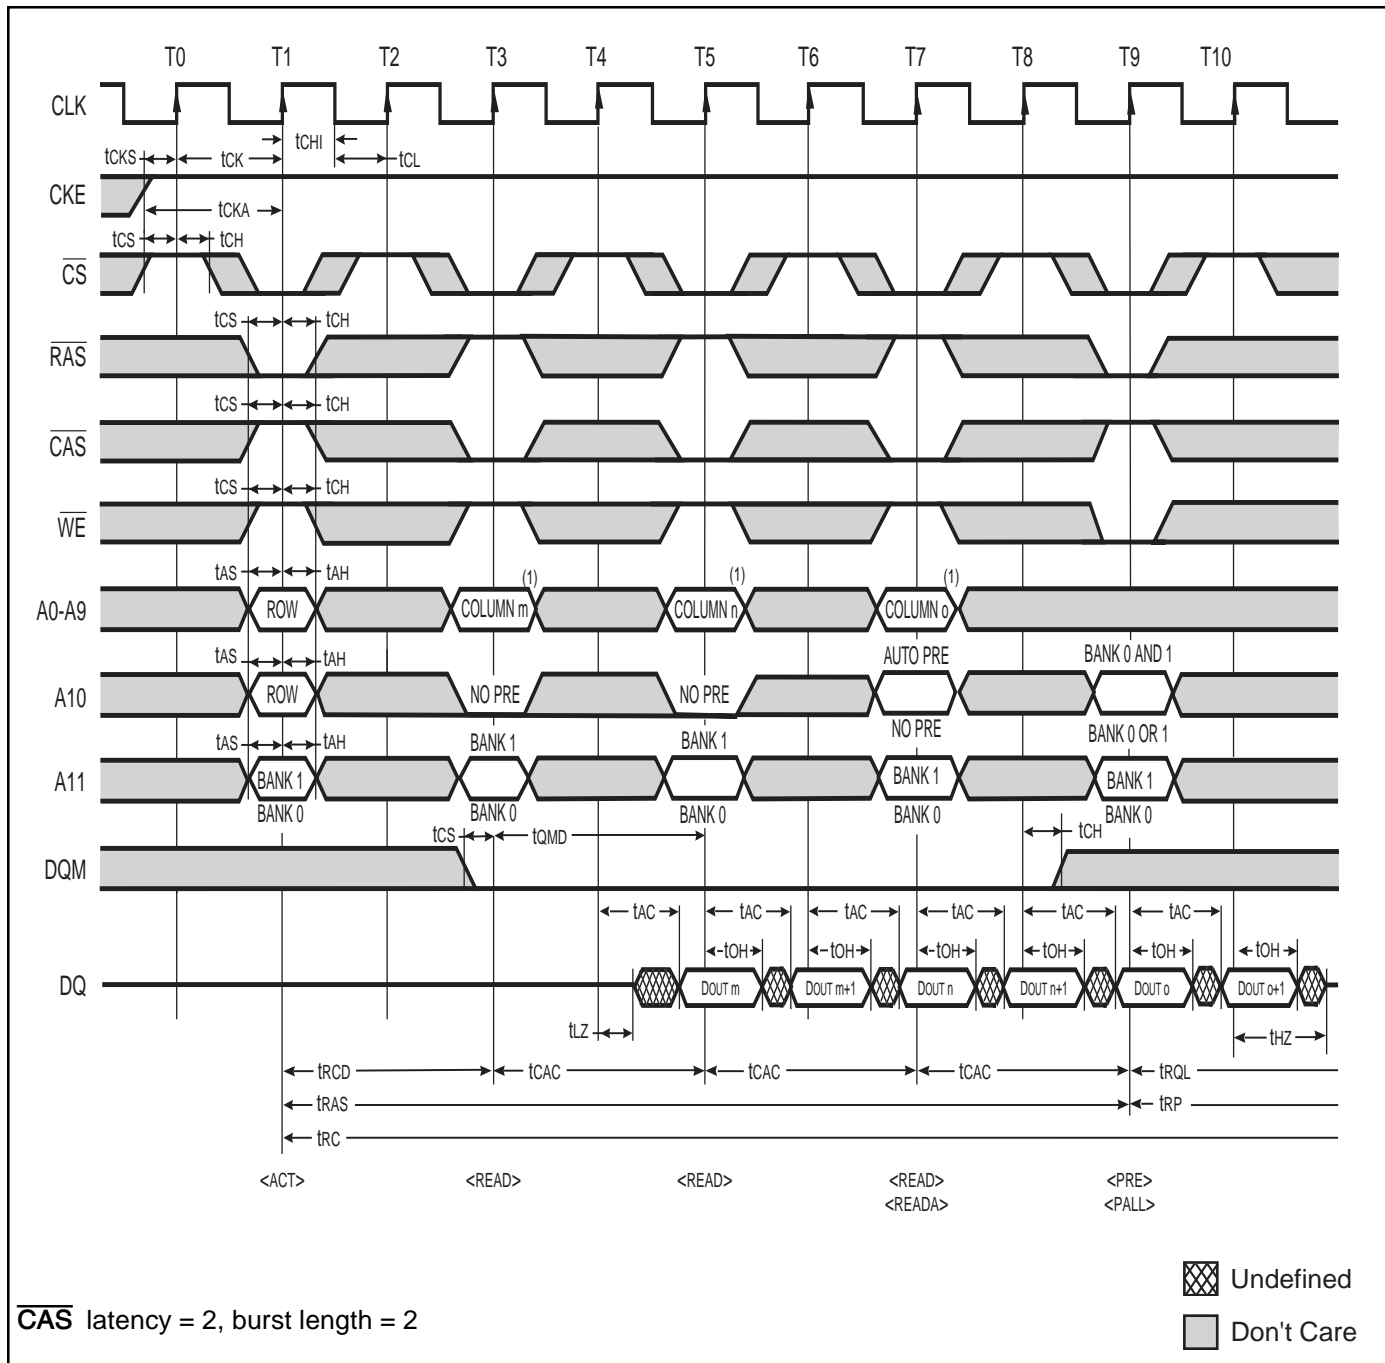 T0 T1 T2 T3 T4 T5 T6 T7 T8 T9 T10
CLK
tCHI
tCKS tCK tCL
CKE
tCKA
tCS tCH
CS
tCS tCH
RAS
tCS tCH
CAS
tCS tCH
WE
tAS tAH (1) (1) (1)
A0-A9 ROW COLUMN m COLUMN n COLUMN o
tAS tAH AUTO PRE BANK 0 AND 1
A10 ROW NO PRE NO PRE
NO PRE BANK 0 OR 1
tAS tAH BANK 1 BANK 1
A11 BANK 1 BANK 1 BANK 1
BANK 0 BANK 0 BANK 0 BANK 0 BANK 0
tCS tQMD tCH
DQM
tAC tAC tAC tAC tAC tAC
tOH tOH tOH tOH tOH tOH
DQ DOUT m DOUT m+1 DOUT n DOUT n+1 DOUT o DOUT o+1
tLZ tHZ
tRCD tCAC tCAC tCAC tRQL
tRAS tRP
tRC
<ACT> <READ> <READ> <READ> <PRE>
<READA> <PALL>
Undefined
CAS latency = 2, burst length = 2
Don't Care